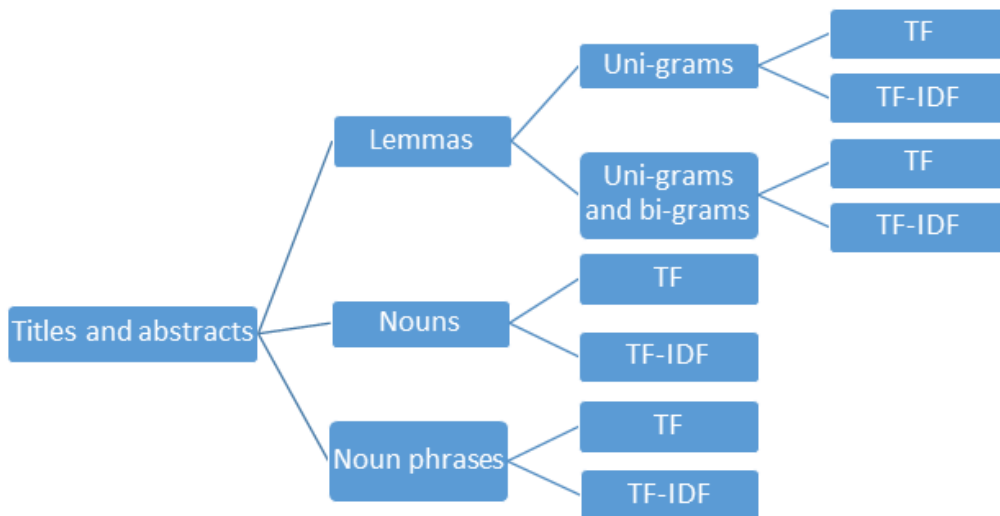 TF
Uni-grams
TF-IDF
Lemmas
TF
Uni-grams
and bi-grams
TF-IDF
TF
Titles and abstracts
Nouns
TF-IDF
TF
Noun phrases
TF-IDF